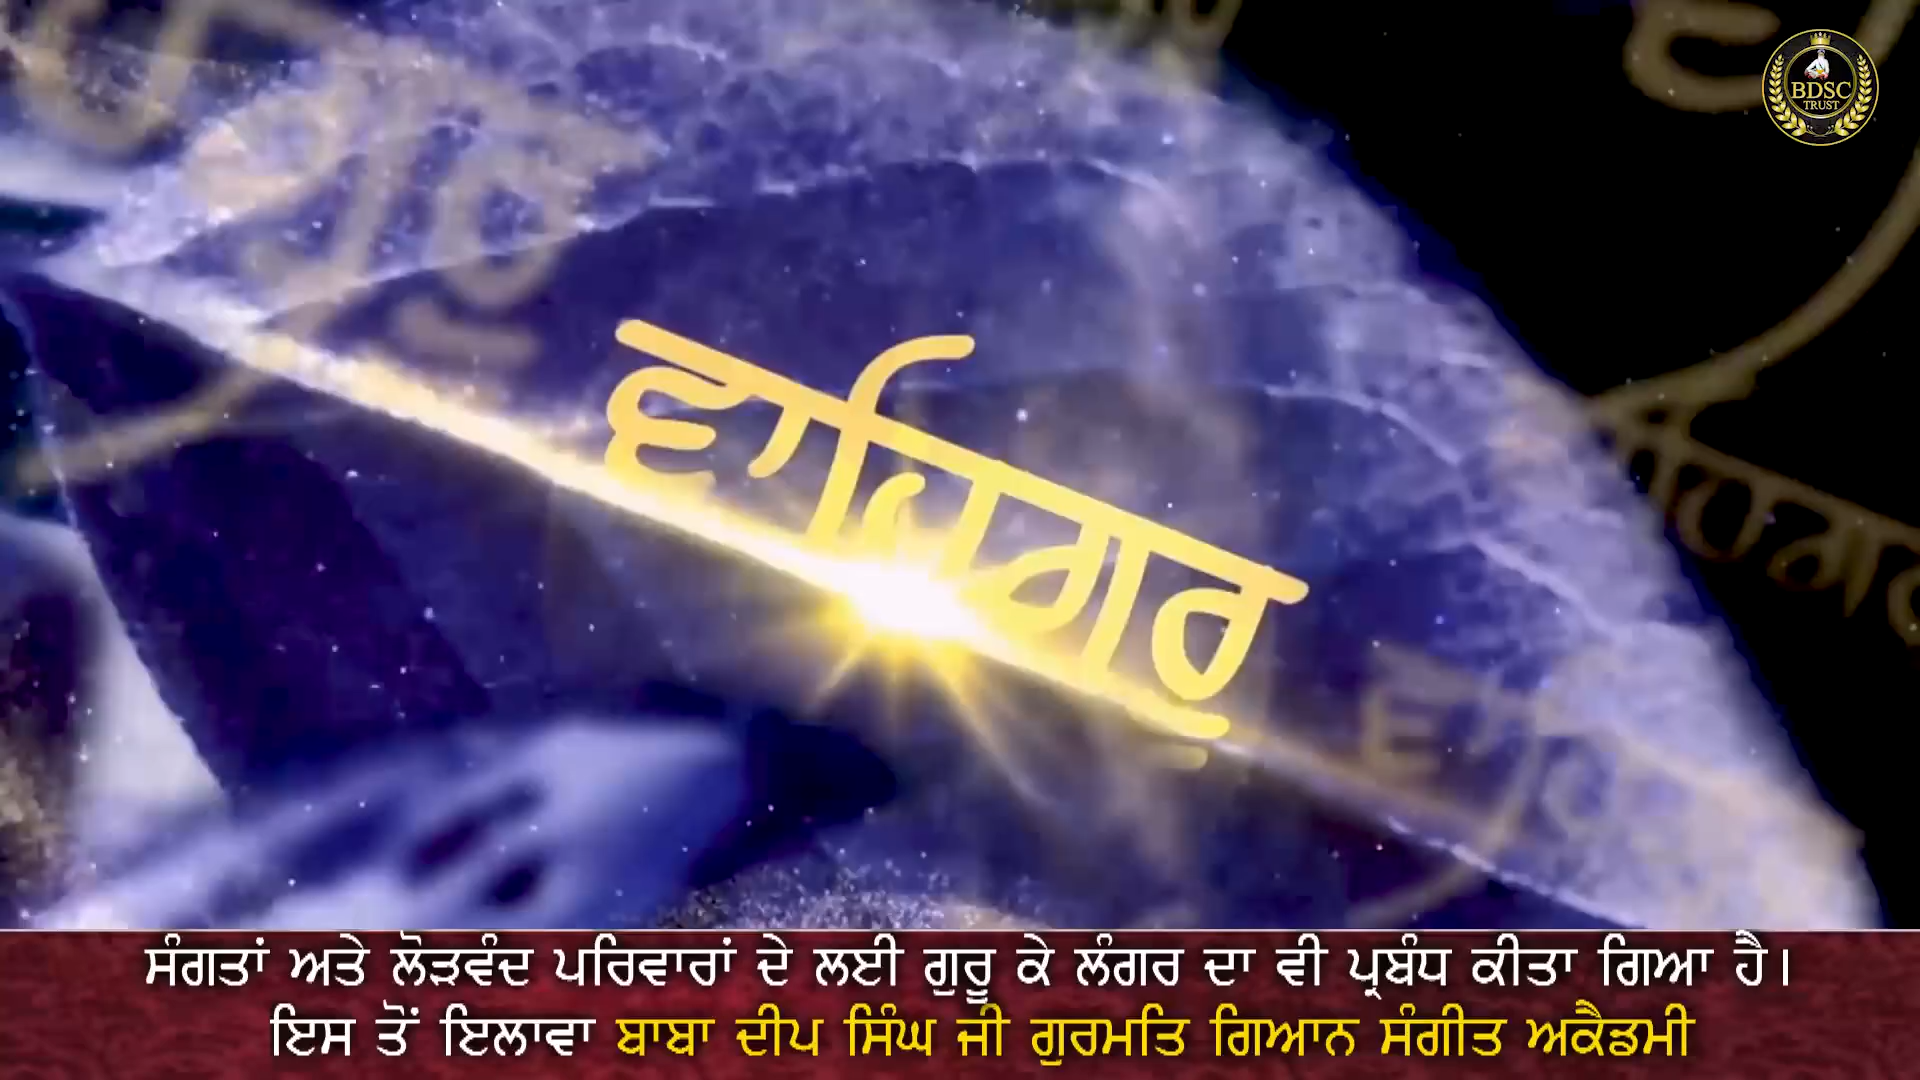 BDSC
TRUST
ਵਾਹਿਗੁਰੂ
ਸੰਗਤਾਂ ਅਤੇ ਲੋੜਵੰਦ ਪਰਿਵਾਰਾਂ ਦੇ ਲਈ ਗੁਰੂ ਕੇ ਲੰਗਰ ਦਾ ਵੀ ਪ੍ਰਬੰਧ ਕੀਤਾ ਗਿਆ ਹੈ।
ਇਸ ਤੋਂ ਇਲਾਵਾ ਬਾਬਾ ਦੀਪ ਸਿੰਘ ਜੀ ਗੁਰਮਤਿ ਗਿਆਨ ਸੰਗੀਤ ਅਕੈਡਮੀ